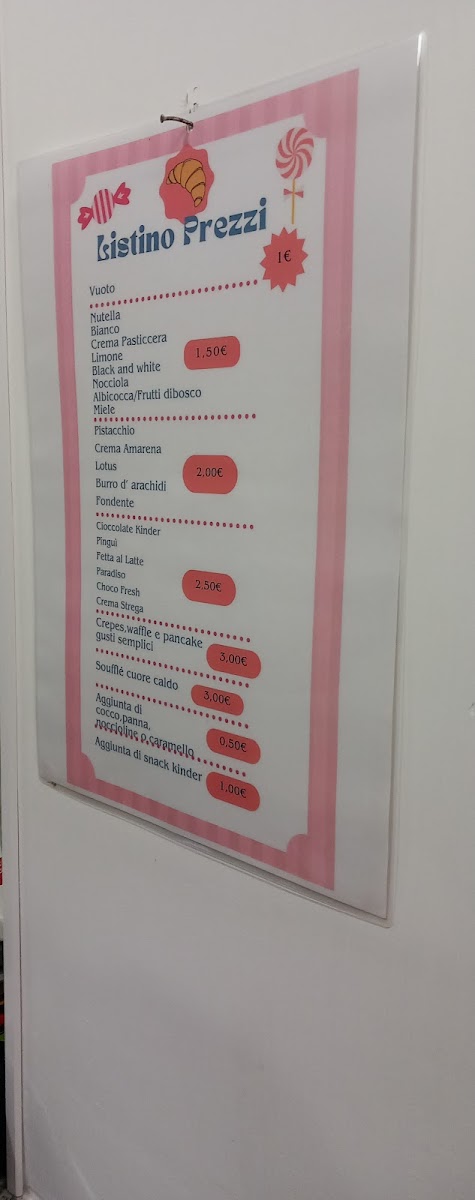 Listino Prezzi
1€
Vuoto
Nutella
Bianco
Crema Pasticcera
Limone
Black and white
Nocciola
Albicocca/Frutti dibosco
Miele
1,50€
Pistacchio
Crema Amarena
Lotus
Burro d' arachidi
Fondente
2,00€
Cioccolate Kinder
Pinguì
Fetta al Latte
Paradiso
Choco Fresh
Crema Strega
2,50€
Crepes,waffle e pancake
gusti semplici
3,00€
Soufflè cuore caldo
3,00€
Aggiunta di
cocco,panna,
noccioline o caramello
0,50€
Aggiunta di snack kinder
1,00€